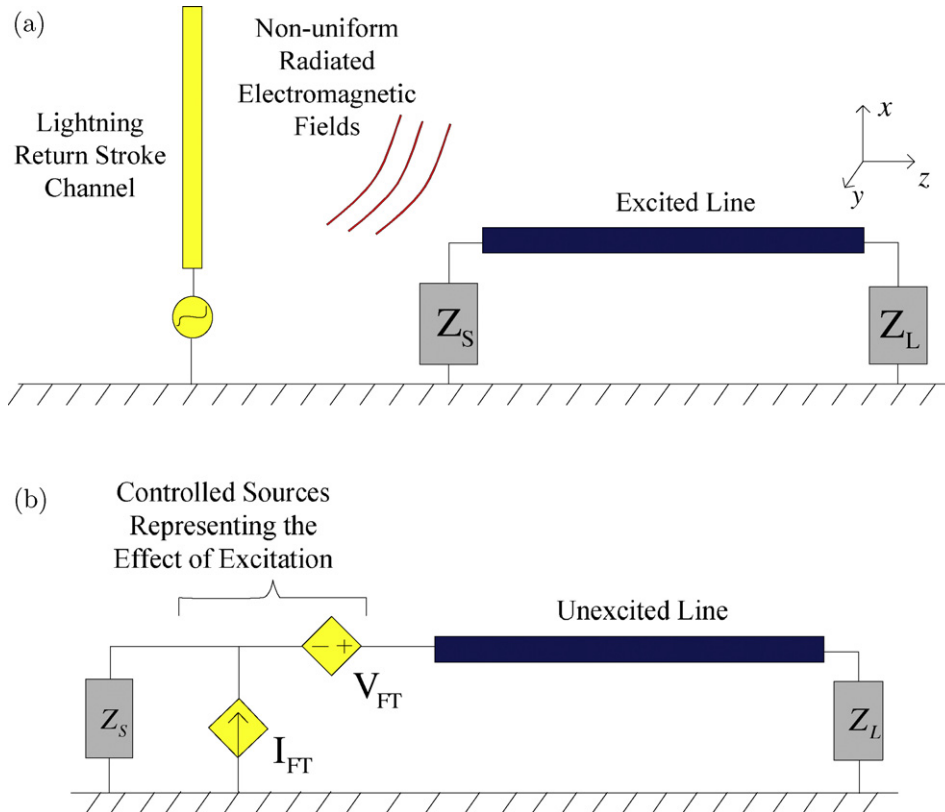 (a)
Non-uniform
Radiated
Electromagnetic
Fields
Lightning
Return Stroke
Channel
x
z
y
Excited Line
Z_S
Z_L
(b)
Controlled Sources
Representing the
Effect of Excitation
Unexcited Line
− +
V_FT
Z_S
I_FT
Z_L